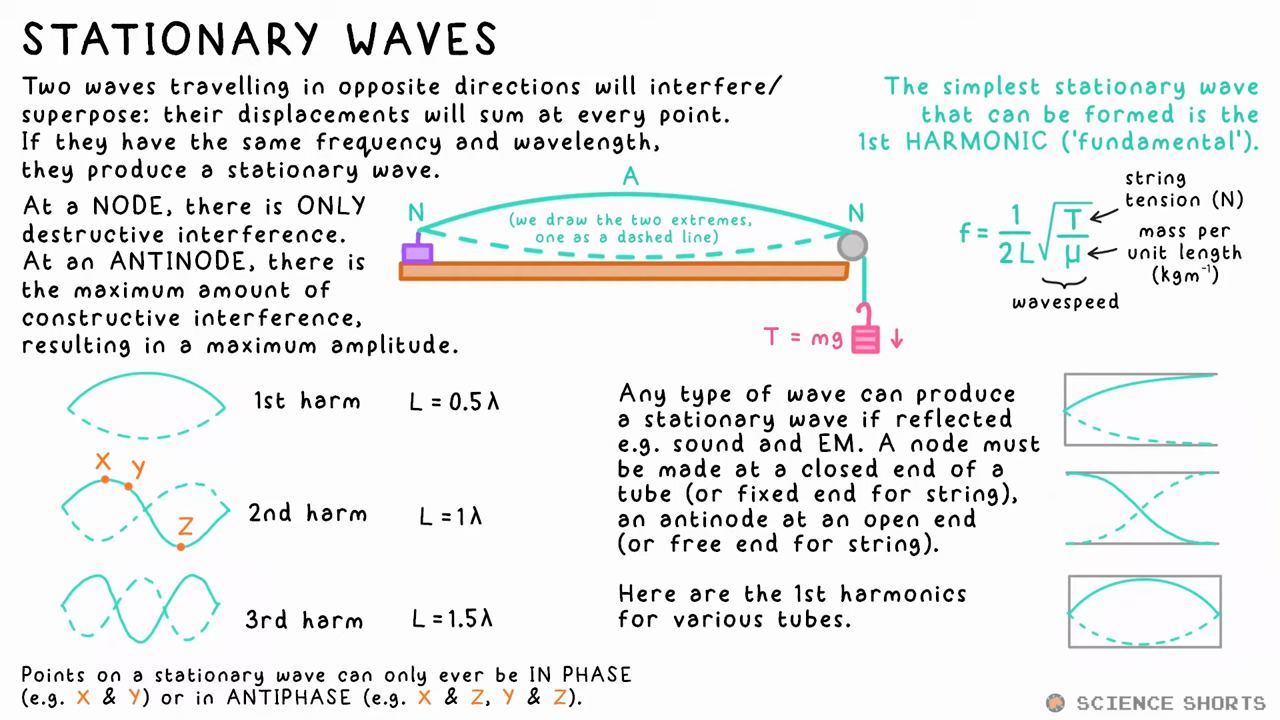 STATIONARY WAVES
Two waves travelling in opposite directions will interfere/
superpose: their displacements will sum at every point.
If they have the same frequency and wavelength,
they produce a stationary wave.
The simplest stationary wave
that can be formed is the
1st HARMONIC ('fundamental').
At a NODE, there is ONLY
destructive interference.
At an ANTINODE, there is
the maximum amount of
constructive interference,
resulting in a maximum amplitude.
A
N
N
(we draw the two extremes,
one as a dashed line)
T = mg
f = 1/2L √T/μ
string
tension (N)
mass per
unit length
(kgm⁻¹)
wavespeed
1st harm L = 0.5 λ
X Y
Z
2nd harm L = 1 λ
3rd harm L = 1.5 λ
Points on a stationary wave can only ever be IN PHASE
(e.g. X & Y) or in ANTIPHASE (e.g. X & Z, Y & Z).
Any type of wave can produce
a stationary wave if reflected
e.g. sound and EM. A node must
be made at a closed end of a
tube (or fixed end for string),
an antinode at an open end
(or free end for string).
Here are the 1st harmonics
for various tubes.
SCIENCE SHORTS